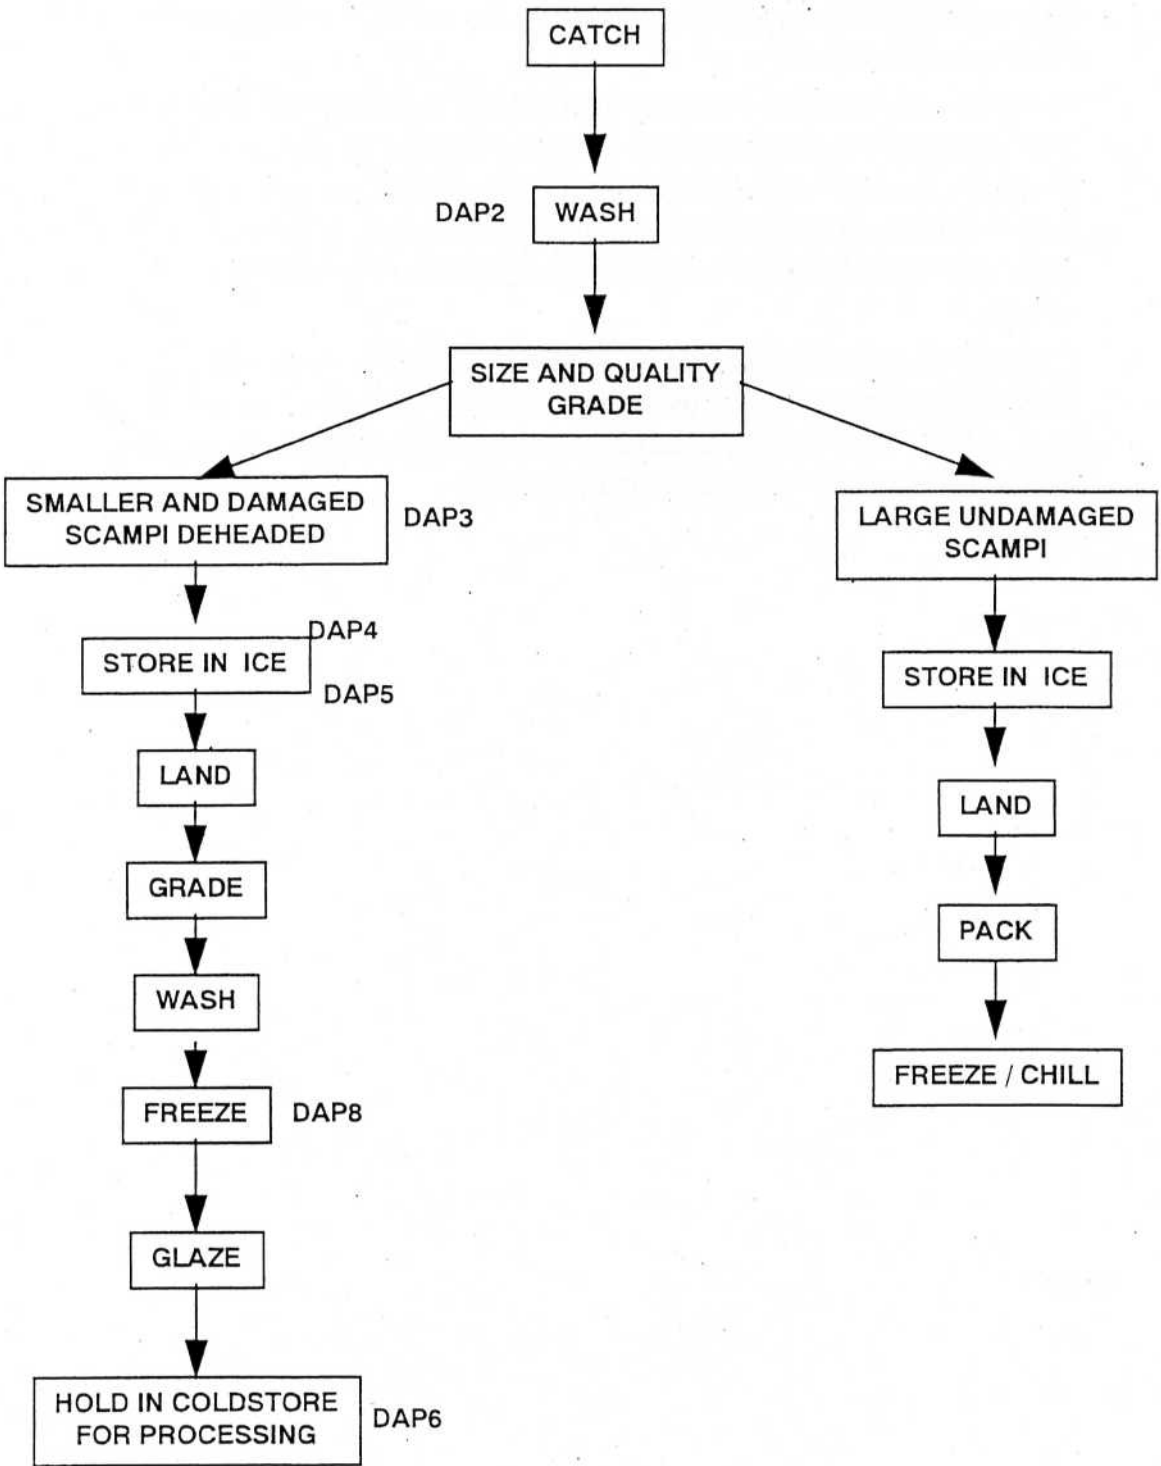 CATCH
DAP2
WASH
SIZE AND QUALITY
GRADE
SMALLER AND DAMAGED
SCAMPI DEHEADED
DAP3
DAP4
STORE IN ICE
DAP5
LAND
GRADE
WASH
FREEZE
DAP8
GLAZE
HOLD IN COLDSTORE
FOR PROCESSING
DAP6
LARGE UNDAMAGED
SCAMPI
STORE IN ICE
LAND
PACK
FREEZE / CHILL